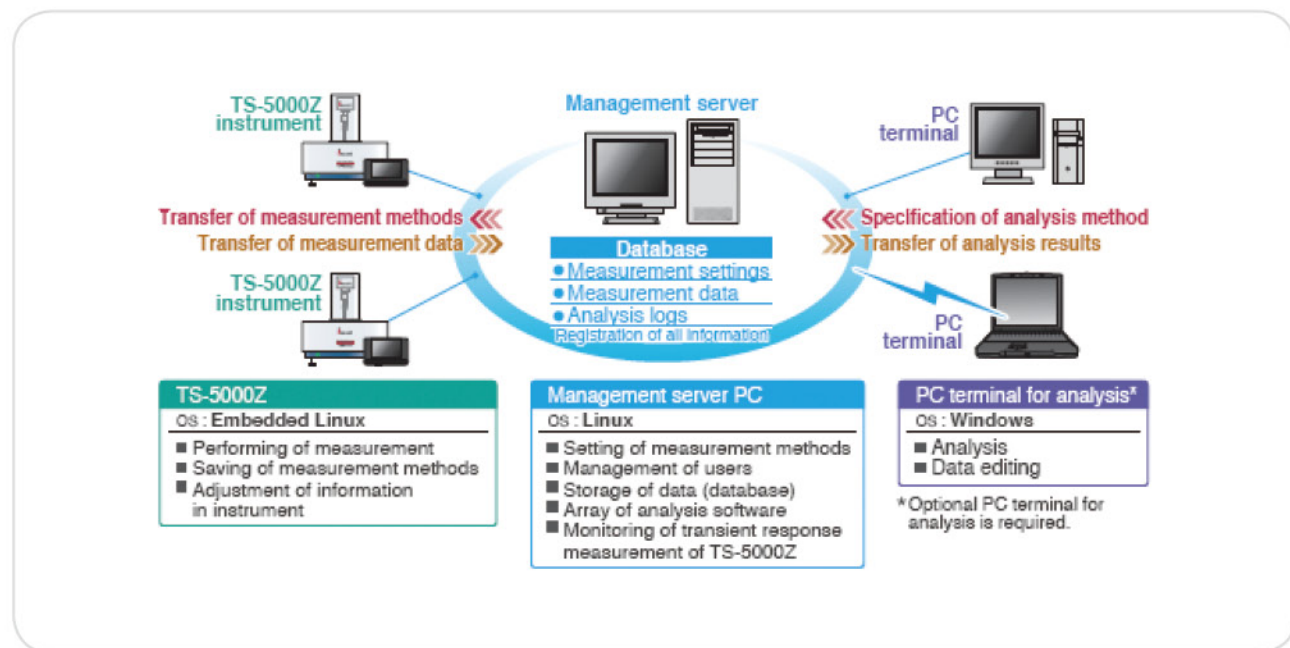 TS-5000Z
instrument
Management server
PC
terminal
Transfer of measurement methods
Transfer of measurement data
Specification of analysis method
Transfer of analysis results
Database
● Measurement settings
● Measurement data
● Analysis logs
Registration of all information
TS-5000Z
instrument
PC
terminal
TS-5000Z
OS : Embedded Linux
■ Performing of measurement
■ Saving of measurement methods
■ Adjustment of information
in instrument
Management server PC
OS : Linux
■ Setting of measurement methods
■ Management of users
■ Storage of data (database)
■ Array of analysis software
■ Monitoring of transient response
measurement of TS-5000Z
PC terminal for analysis*
OS : Windows
■ Analysis
■ Data editing
*Optional PC terminal for
analysis is required.